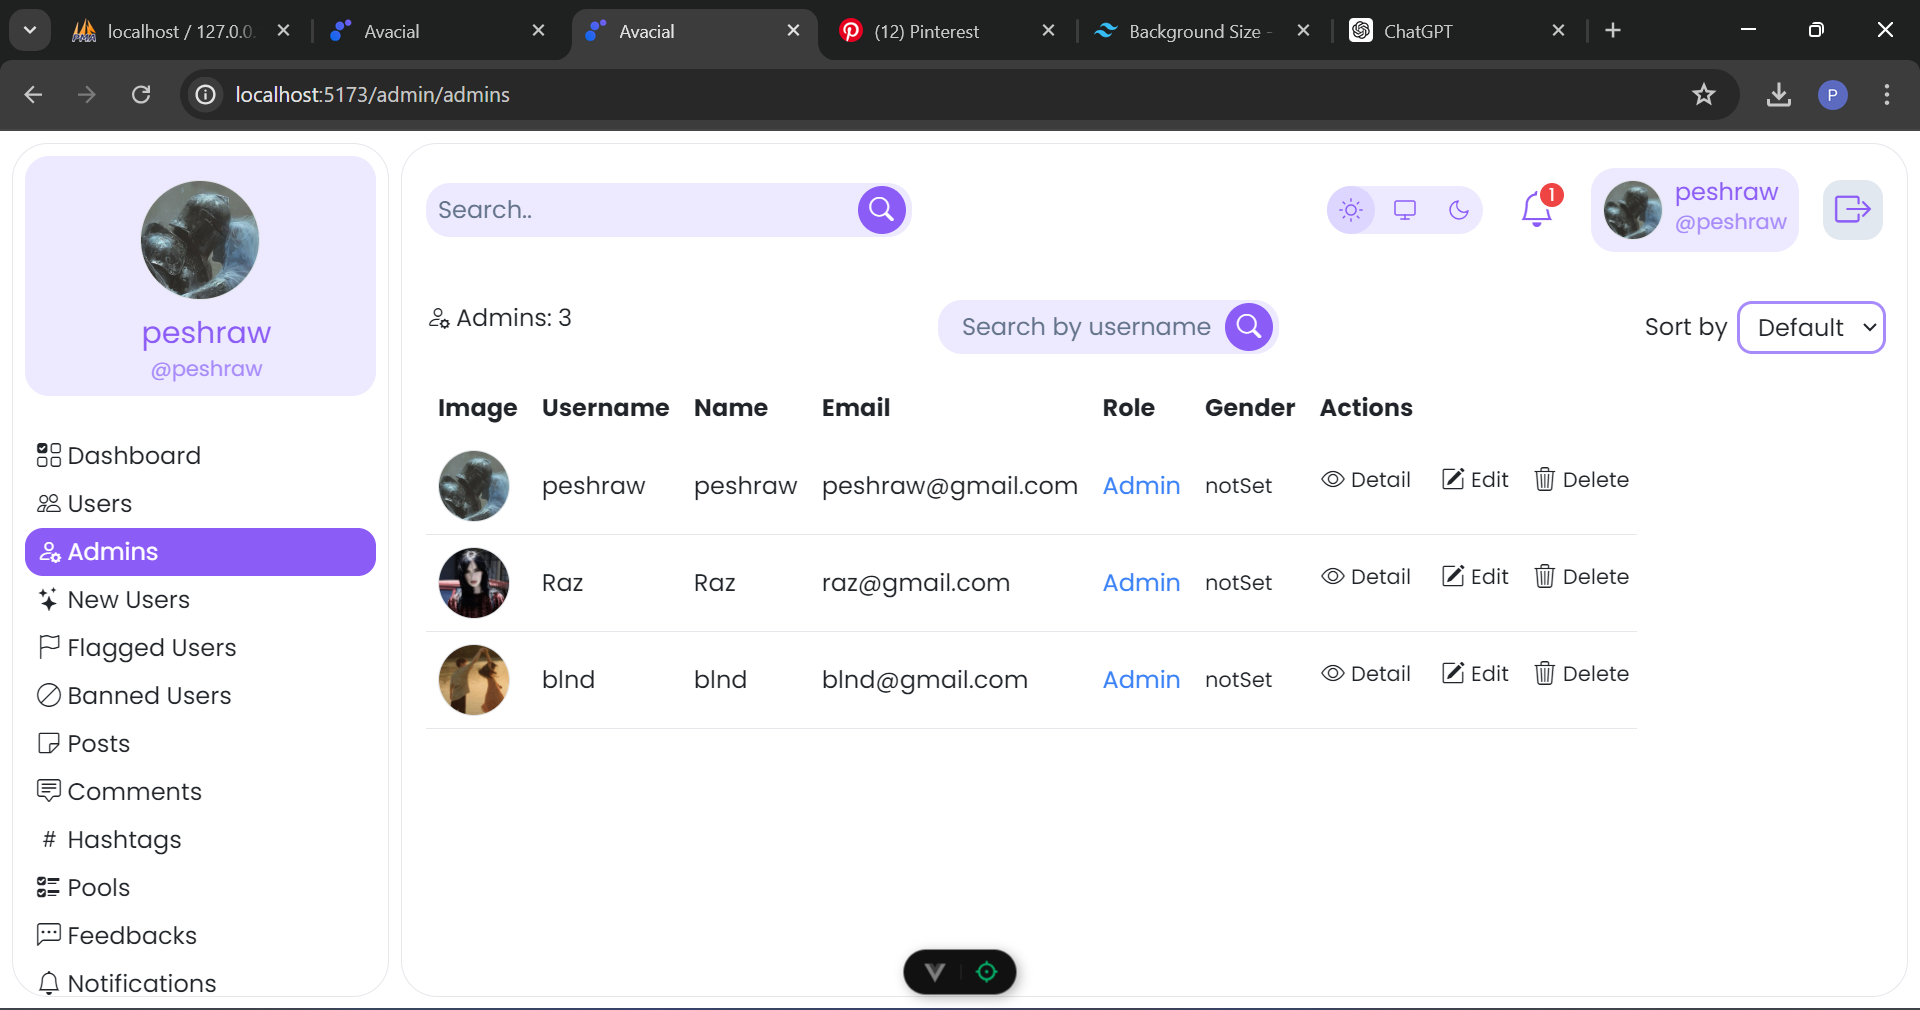 localhost / 127.0.0.
Avacial
Avacial
(12) Pinterest
Background Size -
ChatGPT
localhost:5173/admin/admins
P
peshraw
@peshraw
Dashboard
Users
Admins
New Users
Flagged Users
Banned Users
Posts
Comments
# Hashtags
Pools
Feedbacks
Notifications
Search..
1
peshraw
@peshraw
Admins: 3
Search by username
Sort by Default
Image Username Name Email Role Gender Actions
peshraw peshraw peshraw@gmail.com Admin notSet Detail Edit Delete
Raz Raz raz@gmail.com Admin notSet Detail Edit Delete
blnd blnd blnd@gmail.com Admin notSet Detail Edit Delete